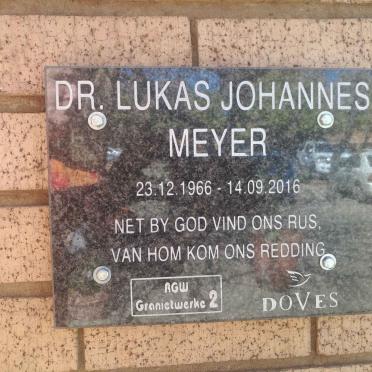 DR. LUKAS JOHANNES
MEYER
23.12.1966 - 14.09.2016
NET BY GOD VIND ONS RUS,
VAN HOM KOM ONS REDDING
RGW
Granietwerke 2
DOVES